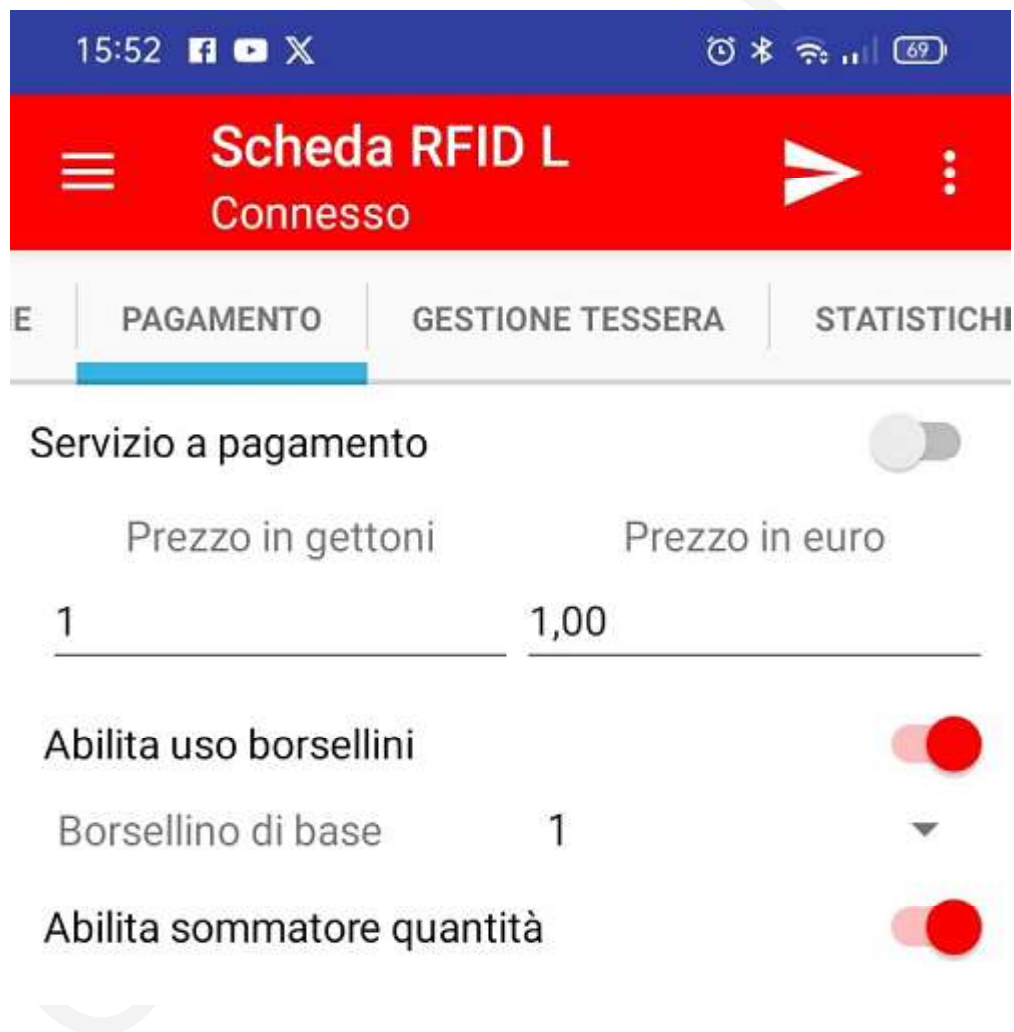 15:52
69
Scheda RFID L
Connesso
E PAGAMENTO GESTIONE TESSERA STATISTICHE
Servizio a pagamento
Prezzo in gettoni Prezzo in euro
1 1,00
Abilita uso borsellini
Borsellino di base 1
Abilita sommatore quantità